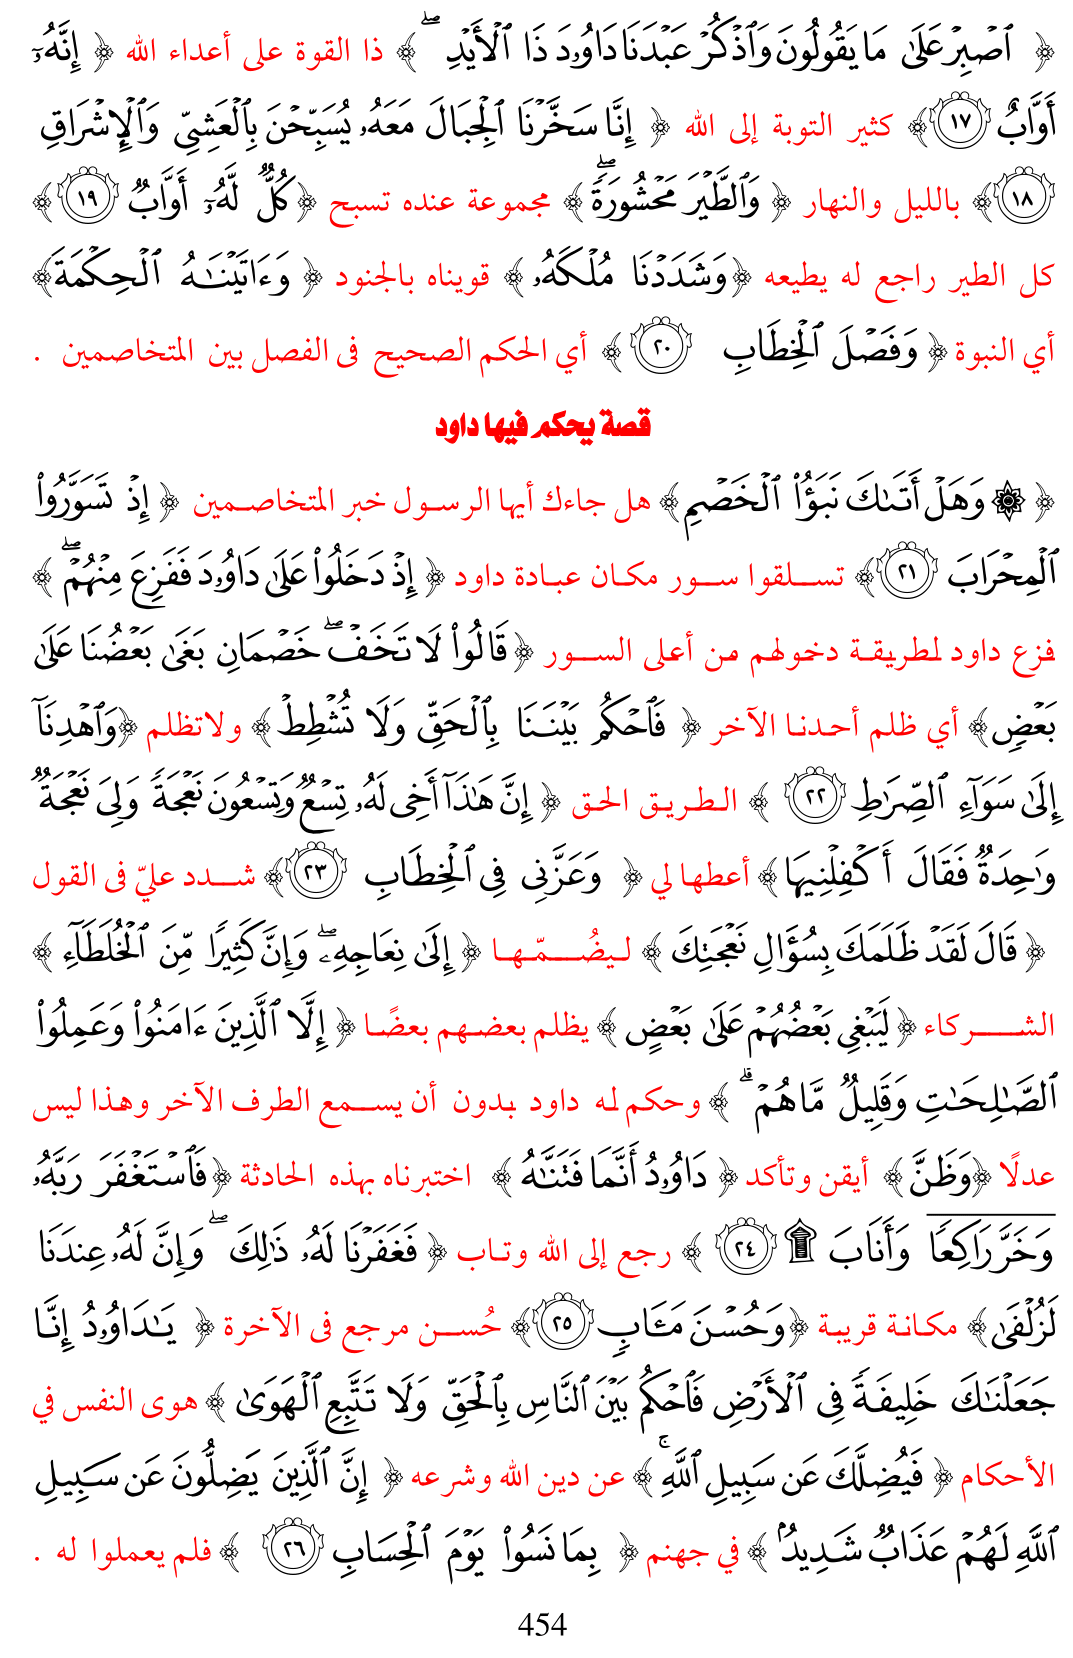 ﴿ ٱصۡبِرۡ عَلَىٰ مَا يَقُولُونَ وَٱذۡكُرۡ عَبۡدَنَا دَاوُۥدَ ذَا ٱلۡأَيۡدِۖ ﴾ ذا القوة على أعداء الله ﴿ إِنَّهُۥٓ
أَوَّابٌ ١٧﴾ كثير التوبة إلى الله ﴿ إِنَّا سَخَّرۡنَا ٱلۡجِبَالَ مَعَهُۥ يُسَبِّحۡنَ بِٱلۡعَشِيِّ وَٱلۡإِشۡرَاقِ
١٨﴾ بالليل والنهار ﴿ وَٱلطَّيۡرَ مَحۡشُورَةٗۖ﴾ مجموعة عنده تسبح ﴿كُلّٞ لَّهُۥٓ أَوَّابٞ ١٩﴾
كل الطير راجع له يطيعه ﴿وَشَدَدۡنَا مُلۡكَهُۥ﴾ قويناه بالجنود ﴿ وَءَاتَيۡنَٰهُ ٱلۡحِكۡمَةَ﴾
أي النبوة ﴿ وَفَصۡلَ ٱلۡخِطَابِ ٢٠ ﴾ أي الحكم الصحيح فى الفصل بين المتخاصمين .
قصة يحكم فيها داود
﴿ ۞ وَهَلۡ أَتَىٰكَ نَبَؤُاْ ٱلۡخَصۡمِ﴾ هل جاءك أيها الرسول خبر المتخاصمين ﴿ إِذۡ تَسَوَّرُواْ
ٱلۡمِحۡرَابَ ٢١﴾ تسلقوا سور مكان عبادة داود ﴿ إِذۡ دَخَلُواْ عَلَىٰ دَاوُۥدَ فَفَزِعَ مِنۡهُمۡۖ ﴾
فزع داود لطريقة دخولهم من أعلى السور ﴿قَالُواْ لَا تَخَفۡۖ خَصۡمَانِ بَغَىٰ بَعۡضُنَا عَلَىٰ
بَعۡضٖ﴾ أي ظلم أحدنا الآخر ﴿ فَٱحۡكُم بَيۡنَنَا بِٱلۡحَقِّ وَلَا تُشۡطِطۡ﴾ ولاتظلم ﴿وَٱهۡدِنَآ
إِلَىٰ سَوَآءِ ٱلصِّرَٰطِ ٢٢ ﴾ الطريق الحق ﴿ إِنَّ هَٰذَآ أَخِي لَهُۥ تِسۡعٞ وَتِسۡعُونَ نَعۡجَةٗ وَلِيَ نَعۡجَةٞ
وَٰحِدَةٞ فَقَالَ أَكۡفِلۡنِيهَا﴾ أعطها لي ﴿ وَعَزَّنِي فِي ٱلۡخِطَابِ ٢٣﴾ شدد عليّ فى القول
﴿ قَالَ لَقَدۡ ظَلَمَكَ بِسُؤَالِ نَعۡجَتِكَ ﴾ ليضُمّها ﴿ إِلَىٰ نِعَاجِهِۦۖ وَإِنَّ كَثِيرٗا مِّنَ ٱلۡخُلَطَآءِ ﴾
الشركاء ﴿ لَيَبۡغِي بَعۡضُهُمۡ عَلَىٰ بَعۡضٍ ﴾ يظلم بعضهم بعضًا ﴿ إِلَّا ٱلَّذِينَ ءَامَنُواْ وَعَمِلُواْ
ٱلصَّٰلِحَٰتِ وَقَلِيلٞ مَّا هُمۡۗ ﴾ وحكم له داود بدون أن يسمع الطرف الآخر وهذا ليس
عدلًا ﴿وَظَنَّ﴾ أيقن وتأكد ﴿ دَاوُۥدُ أَنَّمَا فَتَنَّٰهُ ﴾ اختبرناه بهذه الحادثة ﴿فَٱسۡتَغۡفَرَ رَبَّهُۥ
وَخَرَّۤ رَاكِعٗاۤ وَأَنَابَ ۩ ٢٤ ﴾ رجع إلى الله وتاب ﴿ فَغَفَرۡنَا لَهُۥ ذَٰلِكَۖ وَإِنَّ لَهُۥ عِندَنَا
لَزُلۡفَىٰ﴾ مكانة قريبة ﴿وَحُسۡنَ مَـَٔابٖ ٢٥﴾ حُسن مرجع فى الآخرة ﴿ يَٰدَاوُۥدُ إِنَّا
جَعَلۡنَٰكَ خَلِيفَةٗ فِي ٱلۡأَرۡضِ فَٱحۡكُم بَيۡنَ ٱلنَّاسِ بِٱلۡحَقِّ وَلَا تَتَّبِعِ ٱلۡهَوَىٰ ﴾ هوى النفس في
الأحكام ﴿ فَيُضِلَّكَ عَن سَبِيلِ ٱللَّهِۚ ﴾ عن دين الله وشرعه ﴿ إِنَّ ٱلَّذِينَ يَضِلُّونَ عَن سَبِيلِ
ٱللَّهِ لَهُمۡ عَذَابٞ شَدِيدُۢ ﴾ في جهنم ﴿ بِمَا نَسُواْ يَوۡمَ ٱلۡحِسَابِ ٢٦ ﴾ فلم يعملوا له .
454